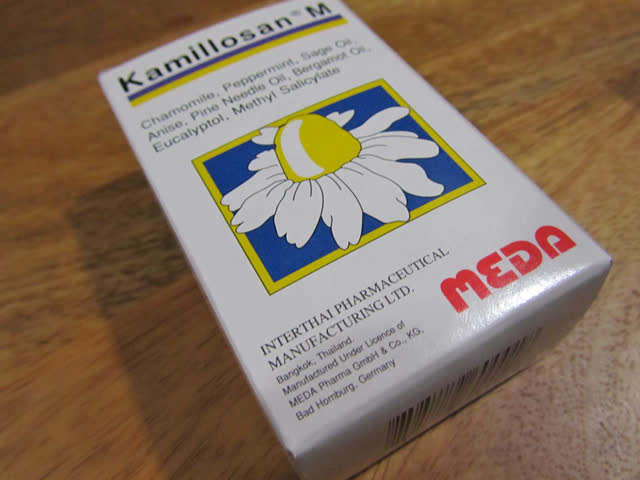 Kamillosan® M
Chamomile, Peppermint, Sage Oil,
Anise, Pine Needle Oil, Bergamot Oil,
Eucalyptol, Methyl Salicylate
INTERTHAI PHARMACEUTICAL
MANUFACTURING LTD.
Bangkok, Thailand.
Manufactured Under Licence of
MEDA Pharma GmbH & Co., KG,
Bad Homburg, Germany
MEDA